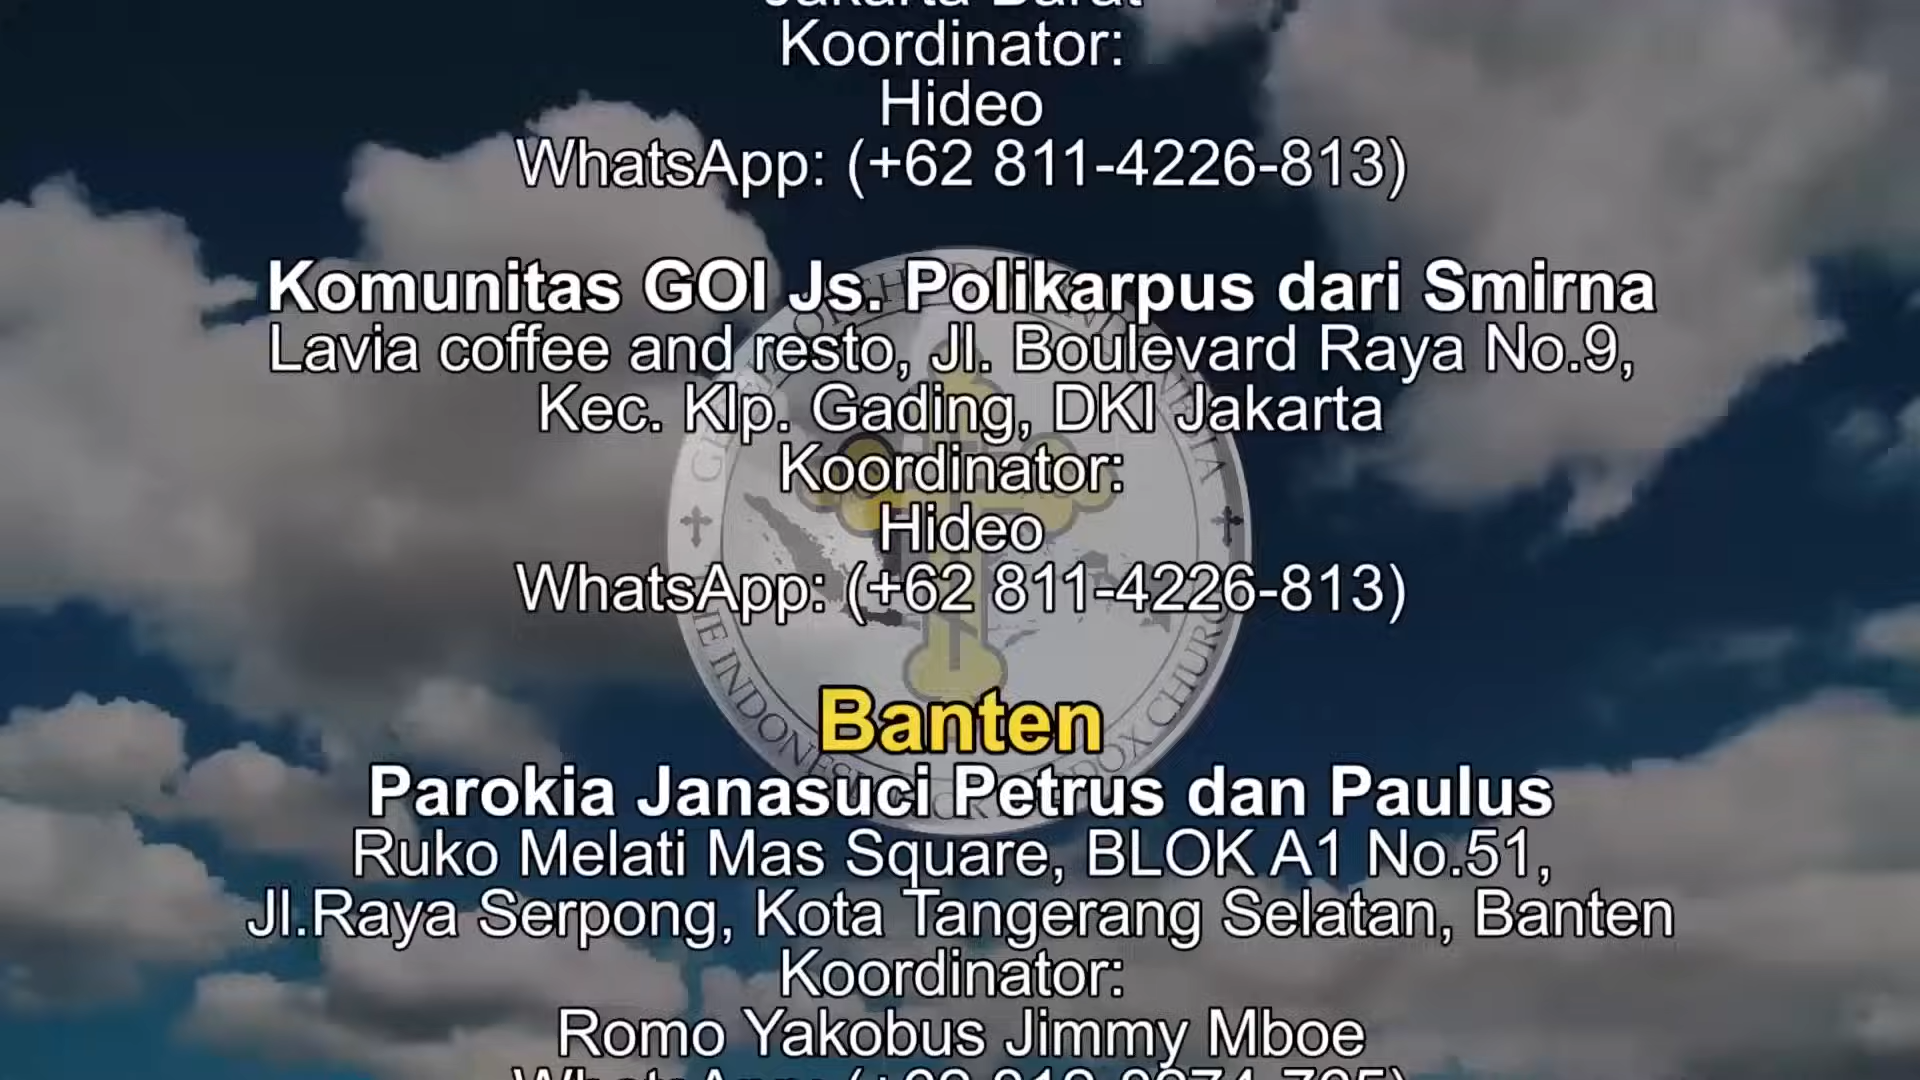 Jakarta Barat
Koordinator:
Hideo
WhatsApp: (+62 811-4226-813)
Komunitas GOI Js. Polikarpus dari Smirna
Lavia coffee and resto, Jl. Boulevard Raya No.9,
Kec. Klp. Gading, DKI Jakarta
Koordinator:
Hideo
WhatsApp: (+62 811-4226-813)
Banten
Parokia Janasuci Petrus dan Paulus
Ruko Melati Mas Square, BLOK A1 No.51,
Jl.Raya Serpong, Kota Tangerang Selatan, Banten
Koordinator:
Romo Yakobus Jimmy Mboe